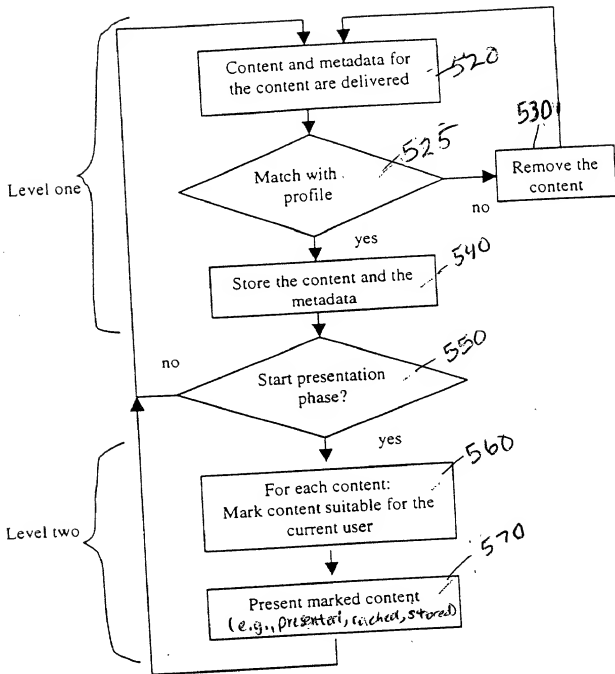 Content and metadata for
the content are delivered
520
530
525
Match with
profile
Remove the
content
Level one
no
yes
540
Store the content and the
metadata
no
550
Start presentation
phase?
yes
560
For each content:
Mark content suitable for the
current user
Level two
570
Present marked content
(e.g., presented, cached, stored)